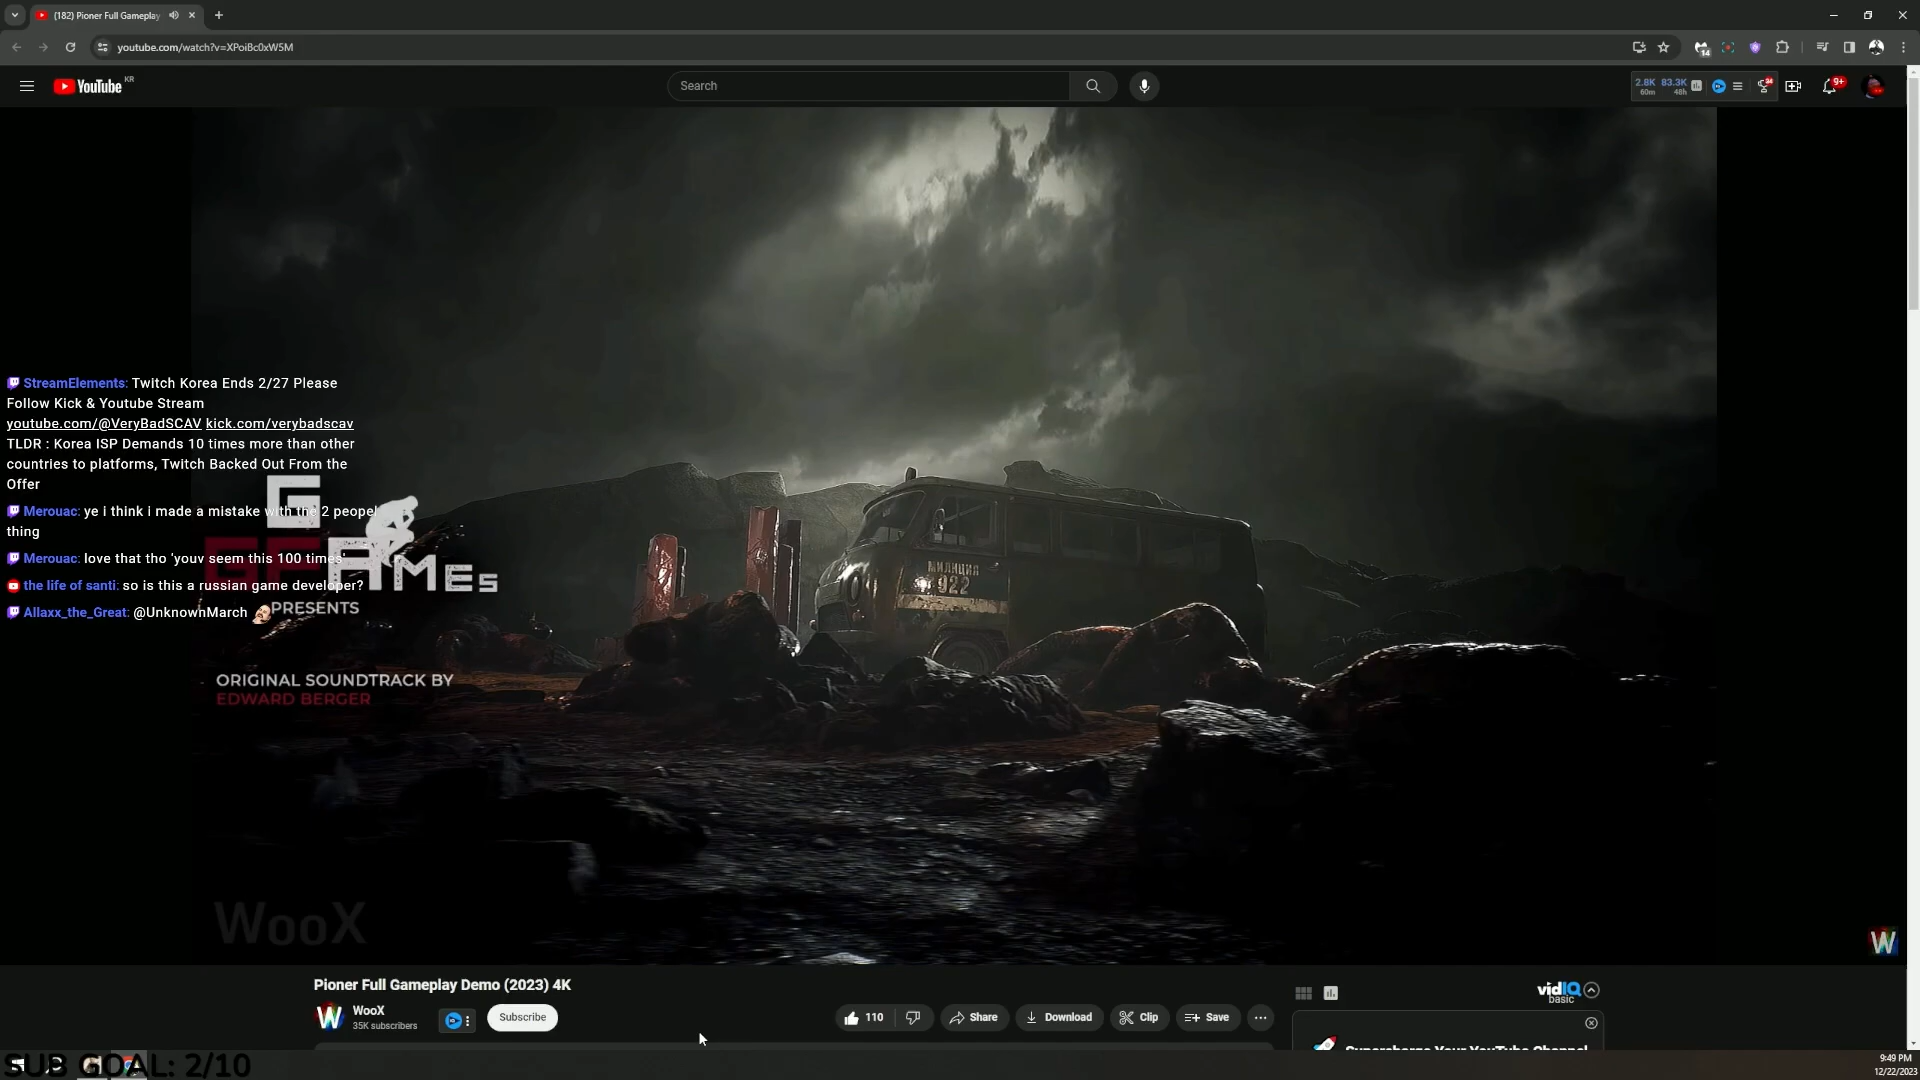 (182) Pioner Full Gameplay
youtube.com/watch?v=XPoiBc0xW5M
14
YouTube KR
Search
2.8K 83.3K
60m 48h
34
9+
StreamElements: Twitch Korea Ends 2/27 Please
Follow Kick & Youtube Stream
youtube.com/@VeryBadSCAV kick.com/verybadscav
TLDR : Korea ISP Demands 10 times more than other
countries to platforms, Twitch Backed Out From the
Offer
Merouac: ye i think i made a mistake with the 2 peopel
thing
Merouac: love that tho 'youv seem this 100 times'
the life of santi: so is this a russian game developer?
Allaxx_the_Great: @UnknownMarch
PRESENTS
ORIGINAL SOUNDTRACK BY
EDWARD BERGER
МИЛИЦИЯ
922
WooX
W
Pioner Full Gameplay Demo (2023) 4K
WooX
35K subscribers
Subscribe
110
Share
Download
Clip
Save
vidIQ
basic
Supercharge Your YouTube Channel
SUB GOAL: 2/10
9:49 PM
12/22/2023